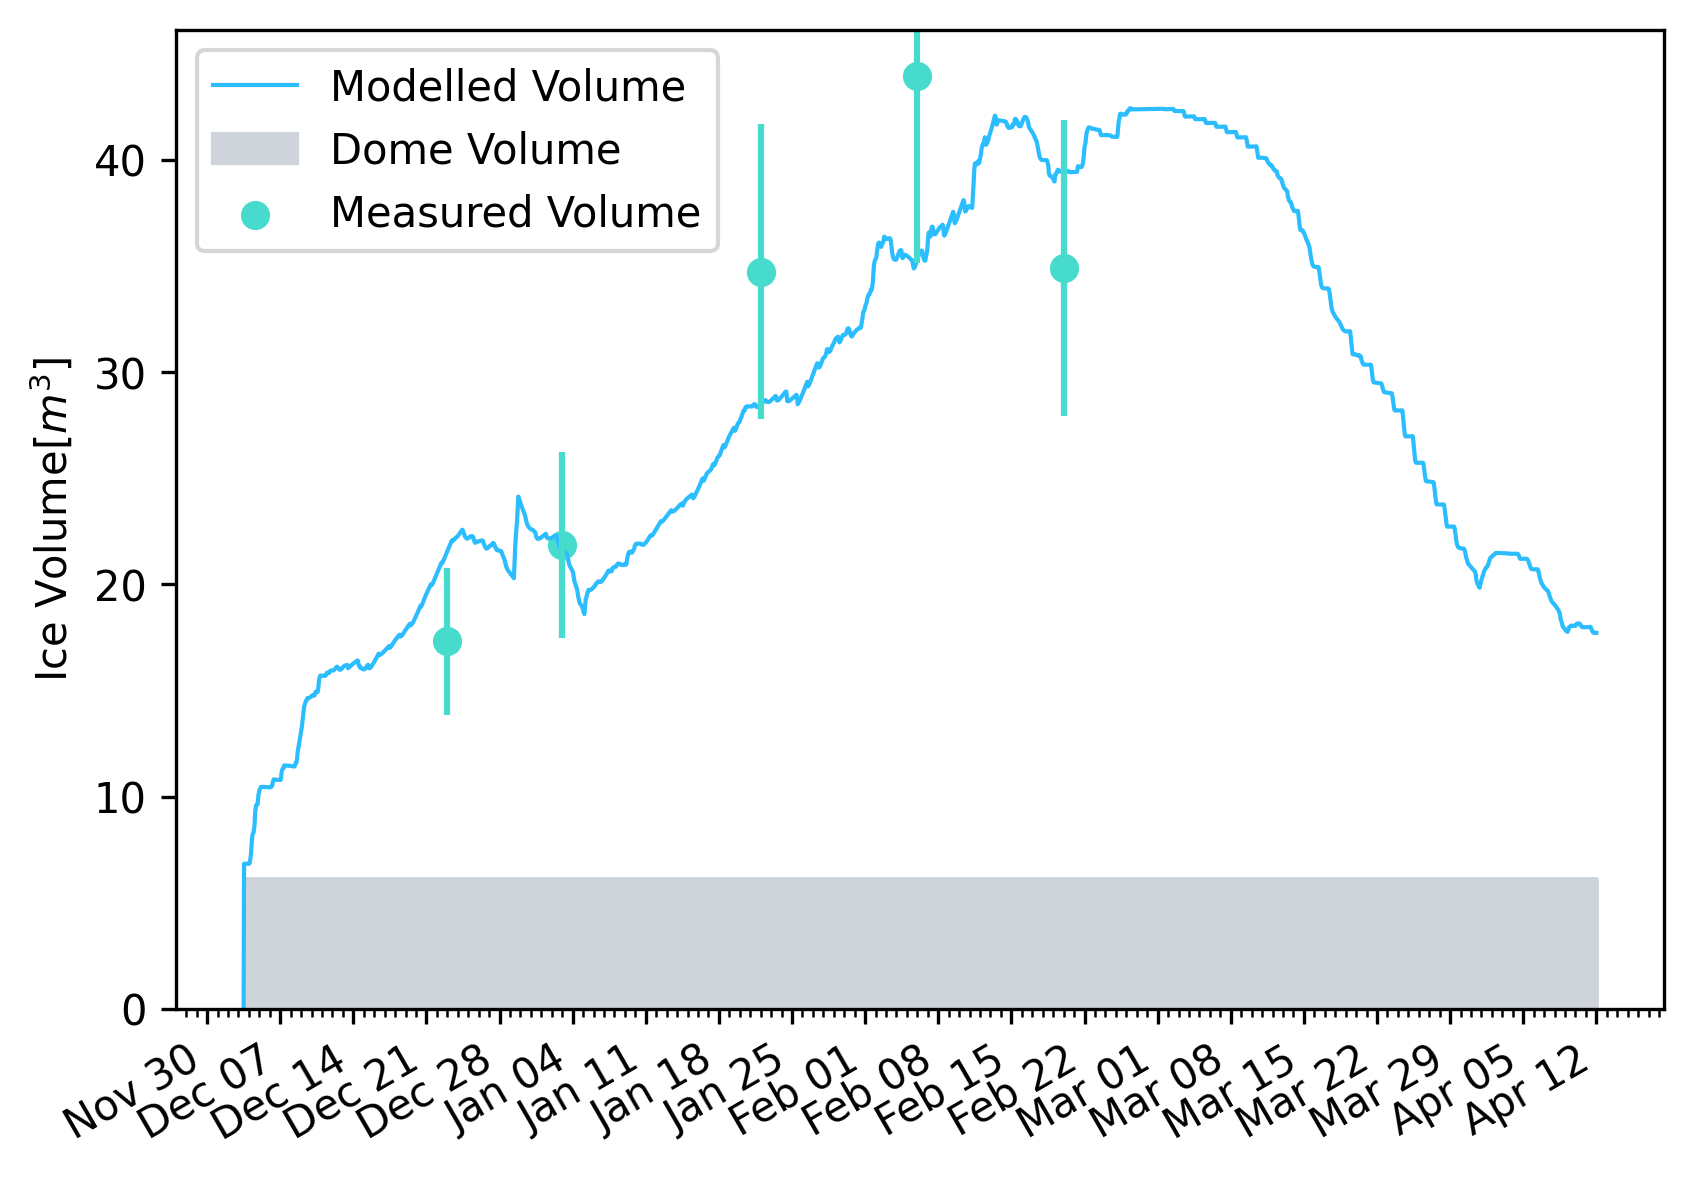 Modelled Volume
Dome Volume
Measured Volume
Ice Volume[$m^3$]
40
30
20
10
0
Nov 30
Dec 07
Dec 14
Dec 21
Dec 28
Jan 04
Jan 11
Jan 18
Jan 25
Feb 01
Feb 08
Feb 15
Feb 22
Mar 01
Mar 08
Mar 15
Mar 22
Mar 29
Apr 05
Apr 12